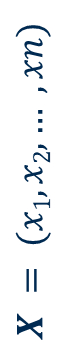 X = (x₁, x₂, … , xn)